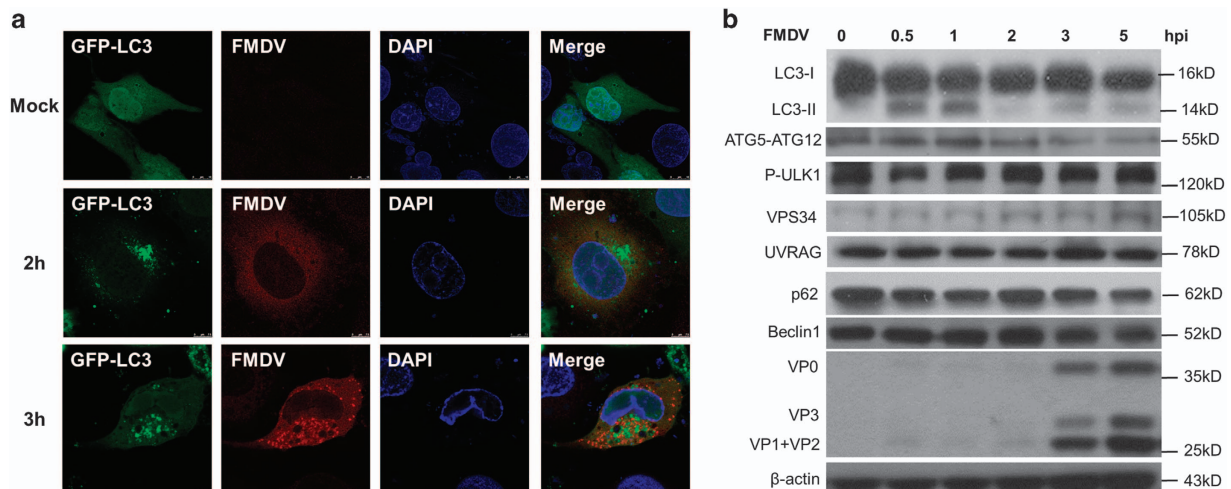 a
GFP-LC3 FMDV DAPI Merge
Mock
GFP-LC3 FMDV DAPI Merge
2h
GFP-LC3 FMDV DAPI Merge
3h
b
FMDV 0 0.5 1 2 3 5 hpi
LC3-I 16kD
LC3-II 14kD
ATG5-ATG12 55kD
P-ULK1 120kD
VPS34 105kD
UVRAG 78kD
p62 62kD
Beclin1 52kD
VP0 35kD
VP3
VP1+VP2 25kD
β-actin 43kD